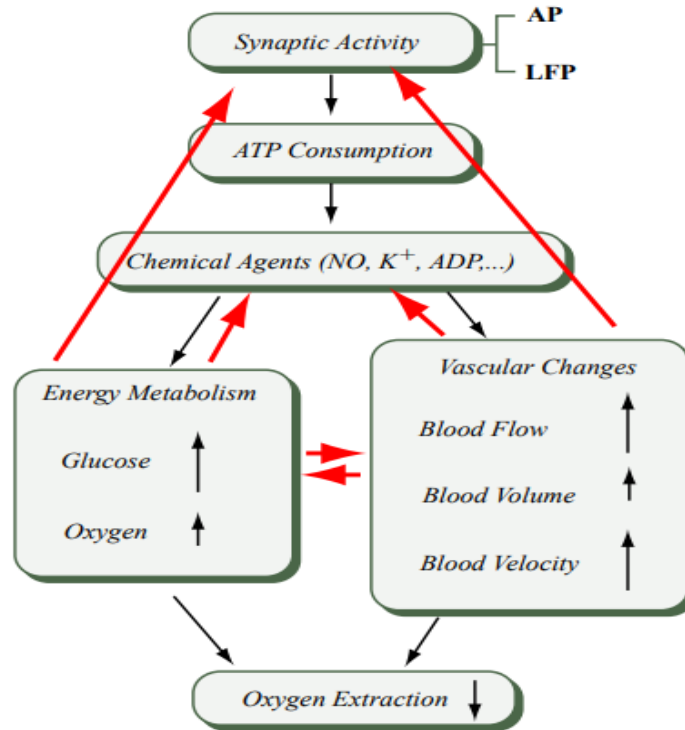 Synaptic Activity
AP
LFP
ATP Consumption
Chemical Agents (NO, K+, ADP,...)
Energy Metabolism
Glucose
Oxygen
Vascular Changes
Blood Flow
Blood Volume
Blood Velocity
Oxygen Extraction